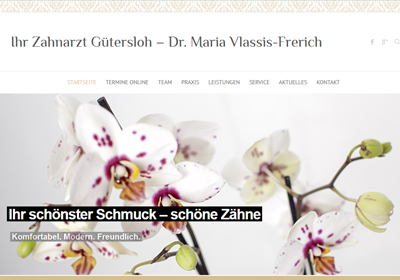 Ihr Zahnarzt Gütersloh – Dr. Maria Vlassis-Frerich
STARTSEITE TERMINE ONLINE TEAM PRAXIS LEISTUNGEN SERVICE AKTUELLES KONTAKT
Ihr schönster Schmuck – schöne Zähne
Komfortabel. Modern. Freundlich.